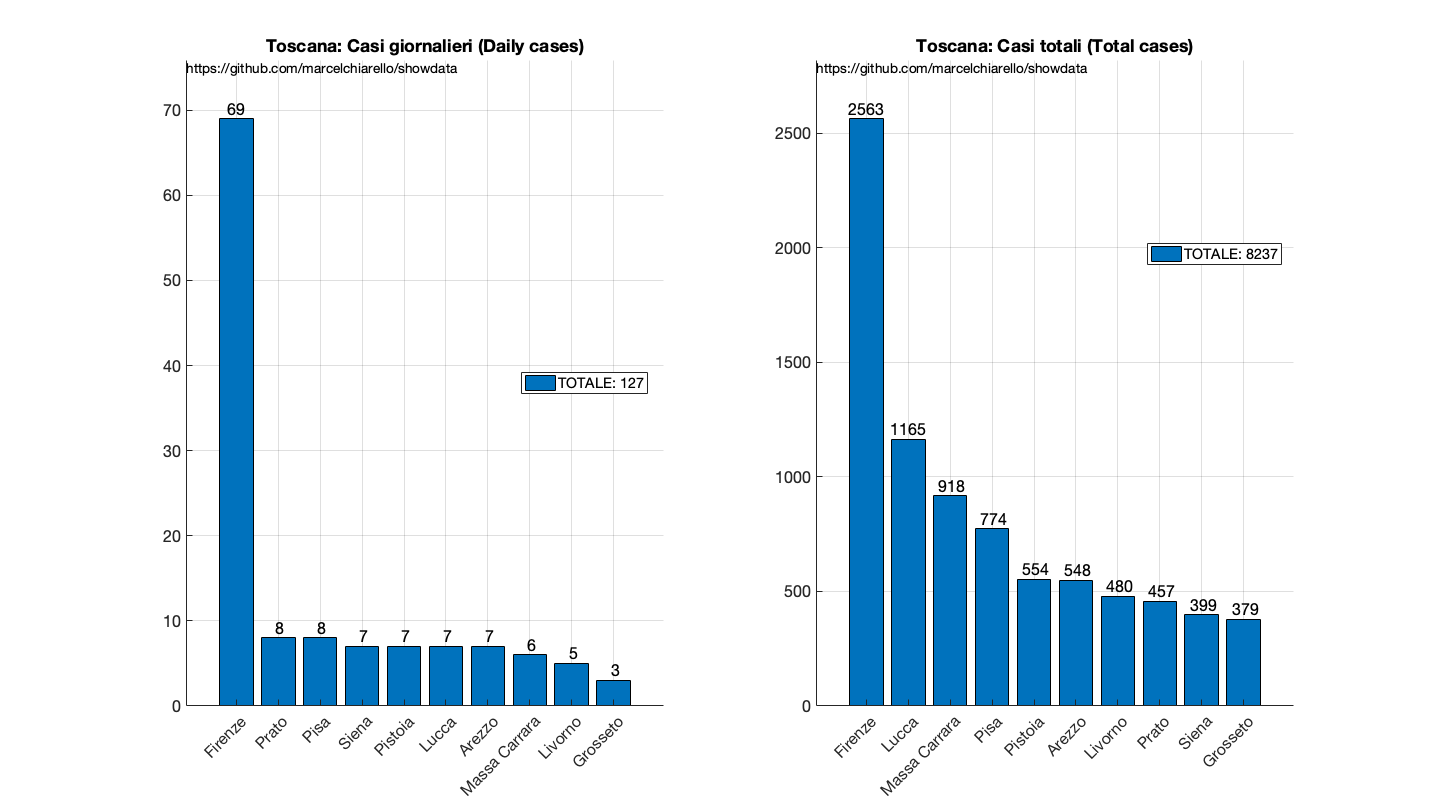 Toscana: Casi giornalieri (Daily cases)
https://github.com/marcelchiarello/showdata
70
60
50
40
30
20
10
0
69
8
8
7
7
7
7
6
5
3
TOTALE: 127
Firenze
Prato
Pisa
Siena
Pistoia
Lucca
Arezzo
Massa Carrara
Livorno
Grosseto
Toscana: Casi totali (Total cases)
https://github.com/marcelchiarello/showdata
2500
2000
1500
1000
500
0
2563
1165
918
774
554
548
480
457
399
379
TOTALE: 8237
Firenze
Lucca
Massa Carrara
Pisa
Pistoia
Arezzo
Livorno
Prato
Siena
Grosseto